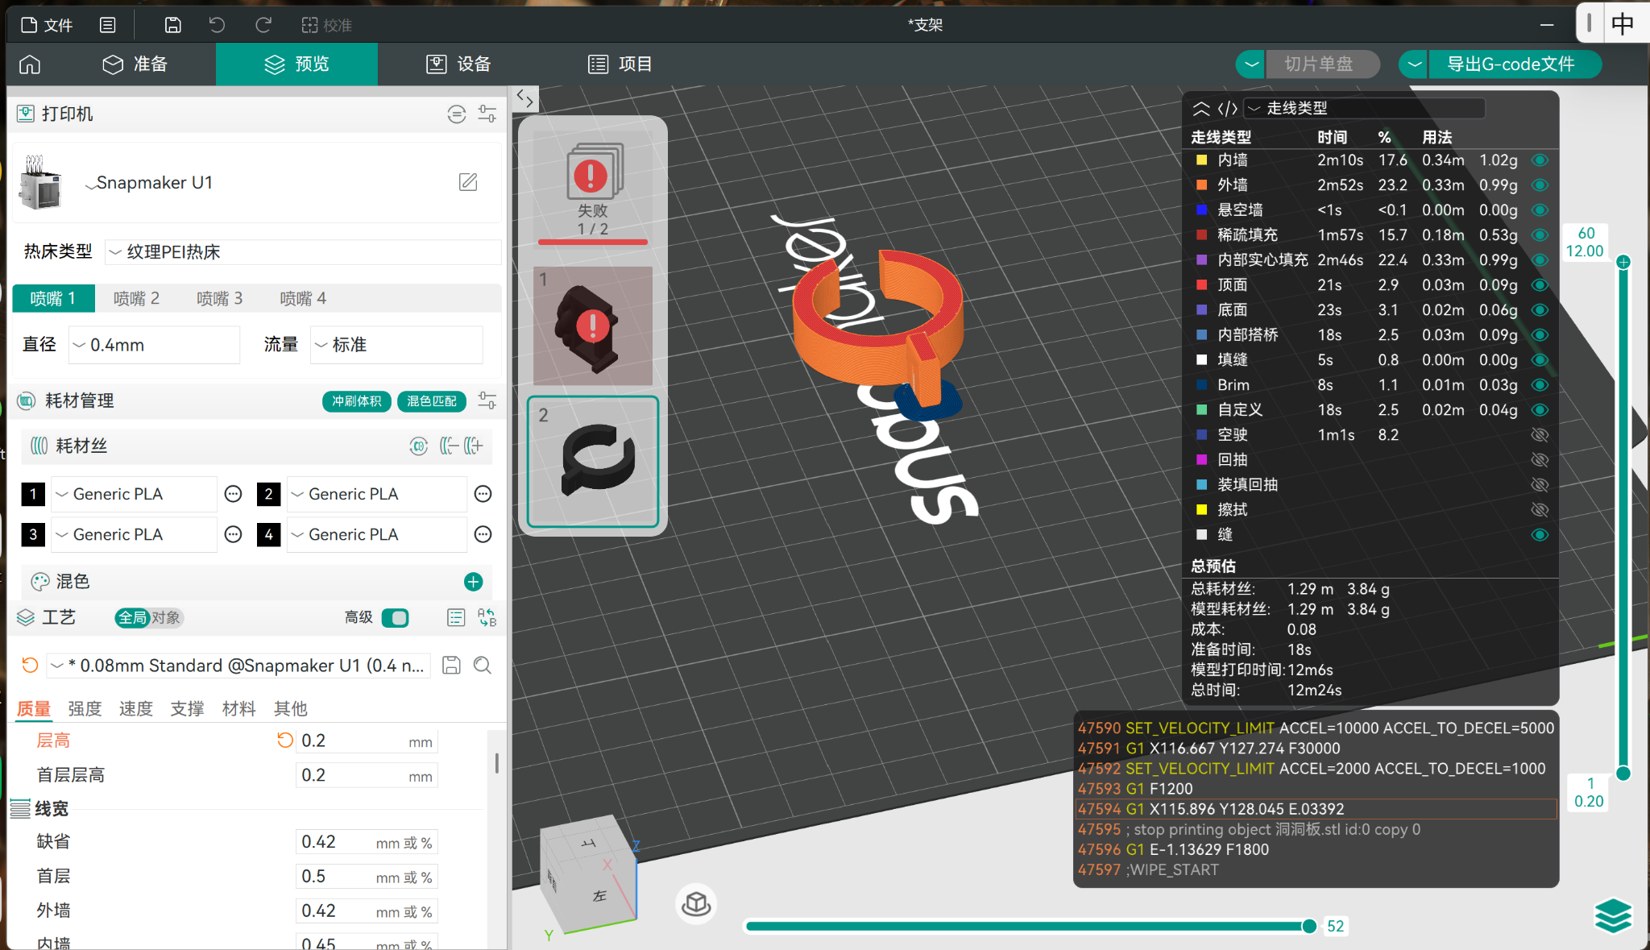 文件
校准
*支架
中
准备
预览
设备
项目
切片单盘
导出G-code文件
打印机
Snapmaker U1
热床类型
纹理PEI热床
喷嘴 1
喷嘴 2
喷嘴 3
喷嘴 4
直径
0.4mm
流量
标准
耗材管理
冲刷体积
混色匹配
耗材丝
1 Generic PLA
2 Generic PLA
3 Generic PLA
4 Generic PLA
混色
工艺
全局 对象
高级
* 0.08mm Standard @Snapmaker U1 (0.4 n...
质量 强度 速度 支撑 材料 其他
层高 0.2 mm
首层层高 0.2 mm
线宽
缺省 0.42 mm 或 %
首层 0.5 mm 或 %
外墙 0.42 mm 或 %
内墙 0.45 mm 或 %
失败
1 / 2
1
2
走线类型
走线类型 时间 % 用法
内墙 2m10s 17.6 0.34m 1.02g
外墙 2m52s 23.2 0.33m 0.99g
悬空墙 <1s <0.1 0.00m 0.00g
稀疏填充 1m57s 15.7 0.18m 0.53g
内部实心填充 2m46s 22.4 0.33m 0.99g
顶面 21s 2.9 0.03m 0.09g
底面 23s 3.1 0.02m 0.06g
内部搭桥 18s 2.5 0.03m 0.09g
填缝 5s 0.8 0.00m 0.00g
Brim 8s 1.1 0.01m 0.03g
自定义 18s 2.5 0.02m 0.04g
空驶 1m1s 8.2
回抽
装填回抽
擦拭
缝
总预估
总耗材丝: 1.29 m 3.84 g
模型耗材丝: 1.29 m 3.84 g
成本: 0.08
准备时间: 18s
模型打印时间: 12m6s
总时间: 12m24s
60
12.00
1
0.20
47590 SET_VELOCITY_LIMIT ACCEL=10000 ACCEL_TO_DECEL=5000
47591 G1 X116.667 Y127.274 F30000
47592 SET_VELOCITY_LIMIT ACCEL=2000 ACCEL_TO_DECEL=1000
47593 G1 F1200
47594 G1 X115.896 Y128.045 E.03392
47595 ; stop printing object 洞洞板.stl id:0 copy 0
47596 G1 E-1.13629 F1800
47597 ;WIPE_START
上
左
X
Y
Z
52